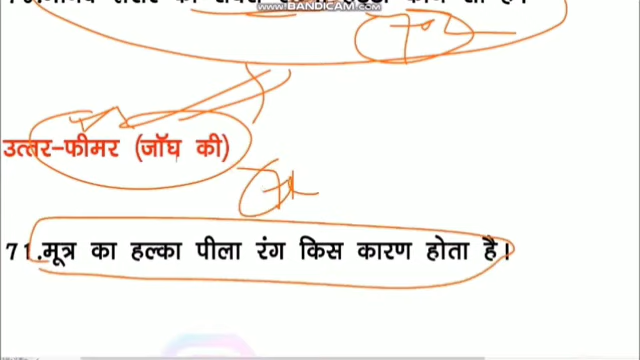 www.BANDICAM.COM
उत्तर-फीमर (जॉघ की)
71.मूत्र का हल्का पीला रंग किस कारण होता है।